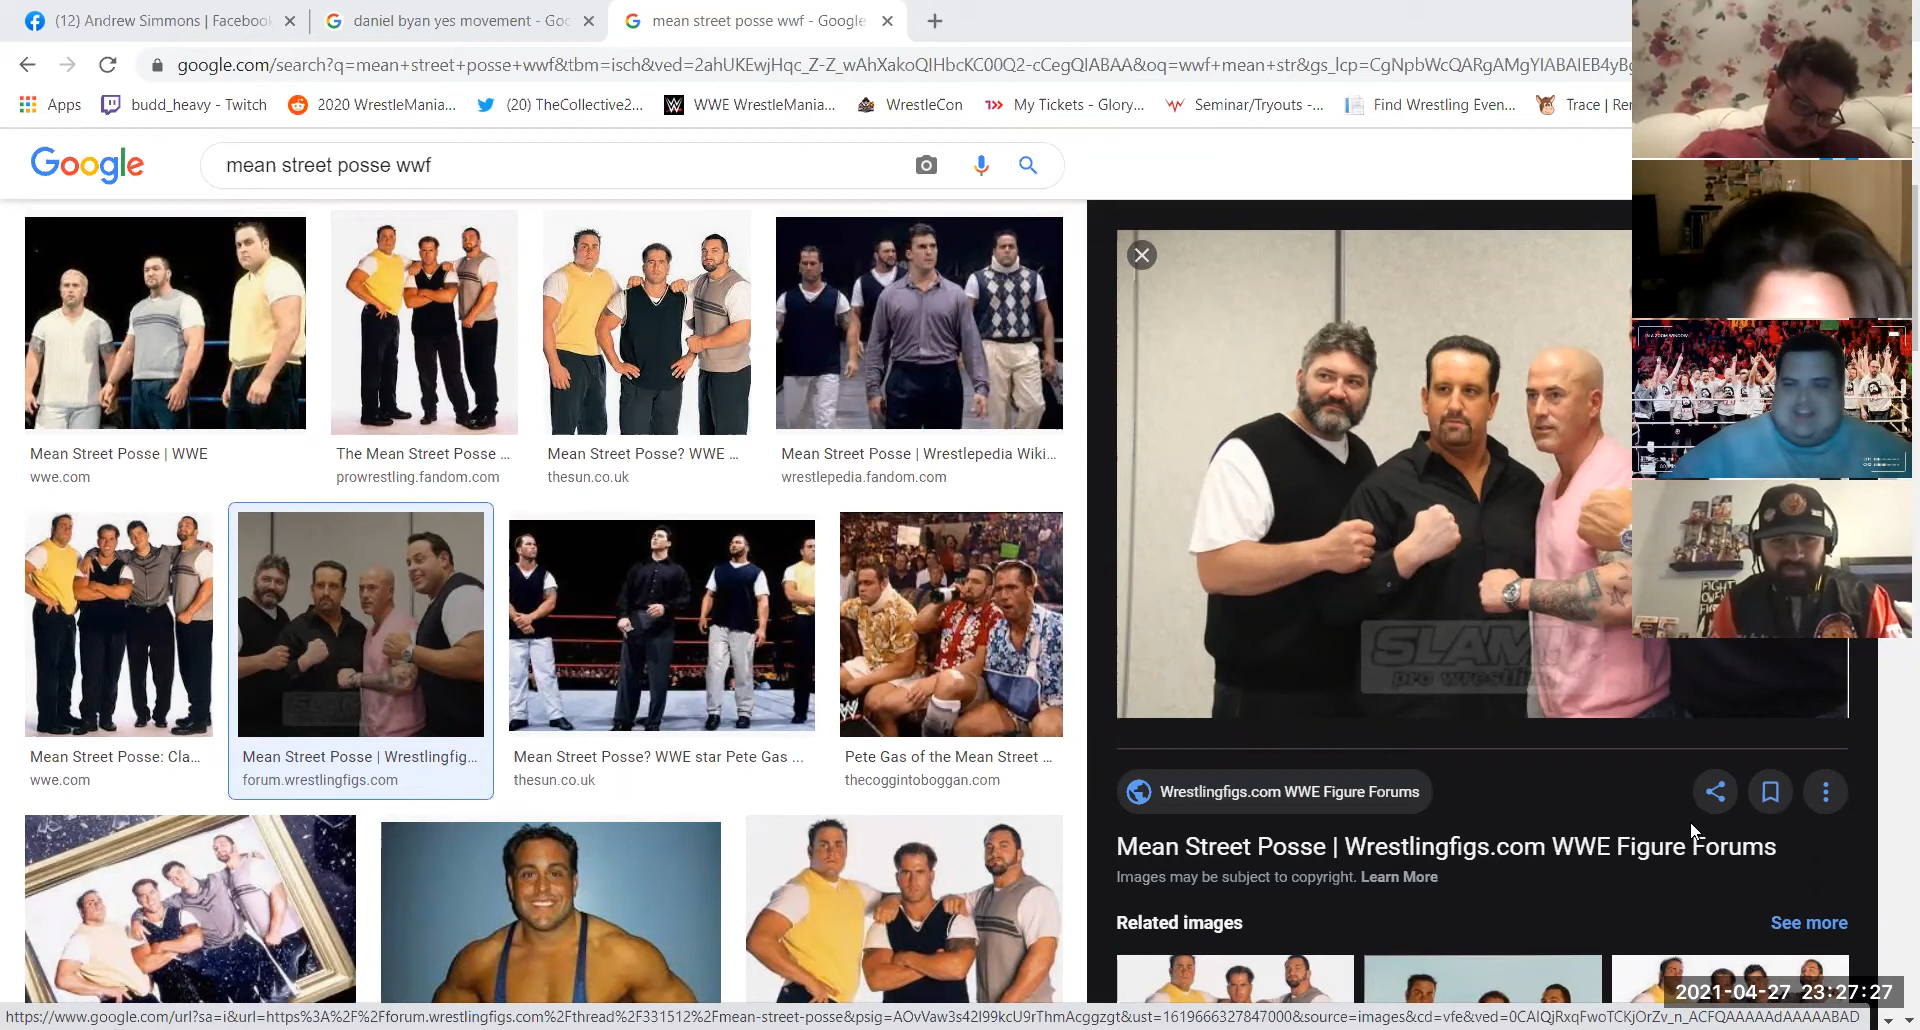 (12) Andrew Simmons | Facebook
daniel byan yes movement - Goo
mean street posse wwf - Google
google.com/search?q=mean+street+posse+wwf&tbm=isch&ved=2ahUKEwjHqc_Z-Z_wAhXakoQIHbcKC00Q2-cCegQIABAA&oq=wwf+mean+str&gs_lcp=CgNpbWcQARgAMgYIABAIEB4yBg
Apps
budd_heavy - Twitch
2020 WrestleMania...
(20) TheCollective2...
WWE WrestleMania...
WrestleCon
My Tickets - Glory...
Seminar/Tryouts -...
Find Wrestling Even...
Trace | Rer
Google
mean street posse wwf
Mean Street Posse | WWE
wwe.com
The Mean Street Posse ...
prowrestling.fandom.com
Mean Street Posse? WWE ...
thesun.co.uk
Mean Street Posse | Wrestlepedia Wiki...
wrestlepedia.fandom.com
SLAM!
pro wrestling
Mean Street Posse: Cla...
wwe.com
Mean Street Posse | Wrestlingfig...
forum.wrestlingfigs.com
Mean Street Posse? WWE star Pete Gas ...
thesun.co.uk
Pete Gas of the Mean Street ...
thecoggintoboggan.com
Wrestlingfigs.com WWE Figure Forums
Mean Street Posse | Wrestlingfigs.com WWE Figure Forums
Images may be subject to copyright. Learn More
Related images
See more
FIGHT
OWE
2021-04-27 23:27:27
https://www.google.com/url?sa=i&url=https%3A%2F%2Fforum.wrestlingfigs.com%2Fthread%2F331512%2Fmean-street-posse&psig=AOvVaw3s42I99kcU9rThmAcggzgt&ust=1619666327847000&source=images&cd=vfe&ved=0CAIQjRxqFwoTCKjOrZv_n_ACFQAAAAAdAAAAABAD